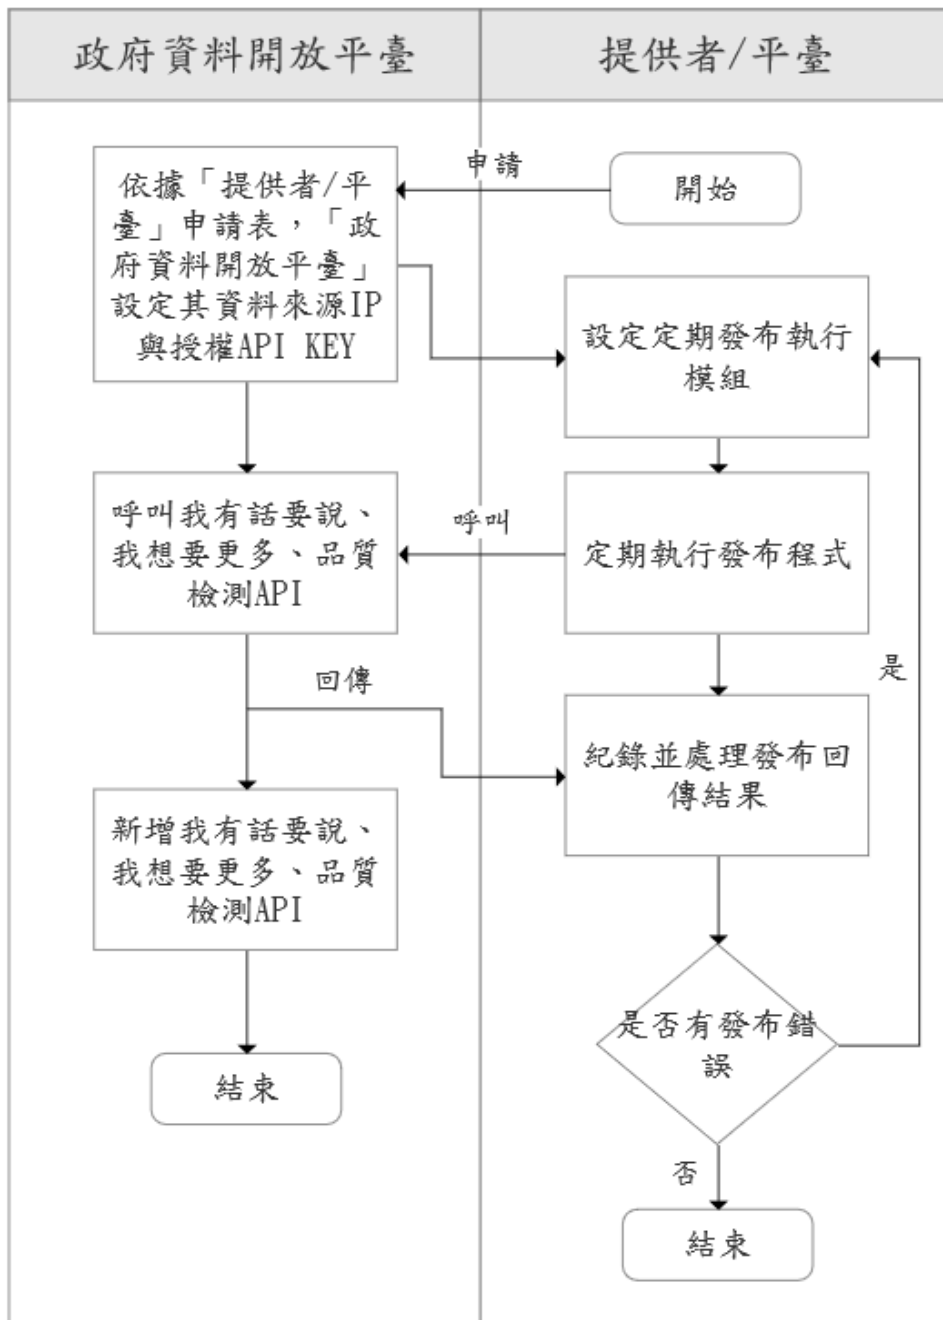 政府資料開放平臺
提供者/平臺
申請
開始
依據「提供者/平
臺」申請表，「政
府資料開放平臺」
設定其資料來源IP
與授權API KEY
設定定期發布執行
模組
呼叫我有話要說、
我想要更多、品質
檢測API
呼叫
定期執行發布程式
回傳
是
紀錄並處理發布回
傳結果
新增我有話要說、
我想要更多、品質
檢測API
是否有發布錯
誤
結束
否
結束